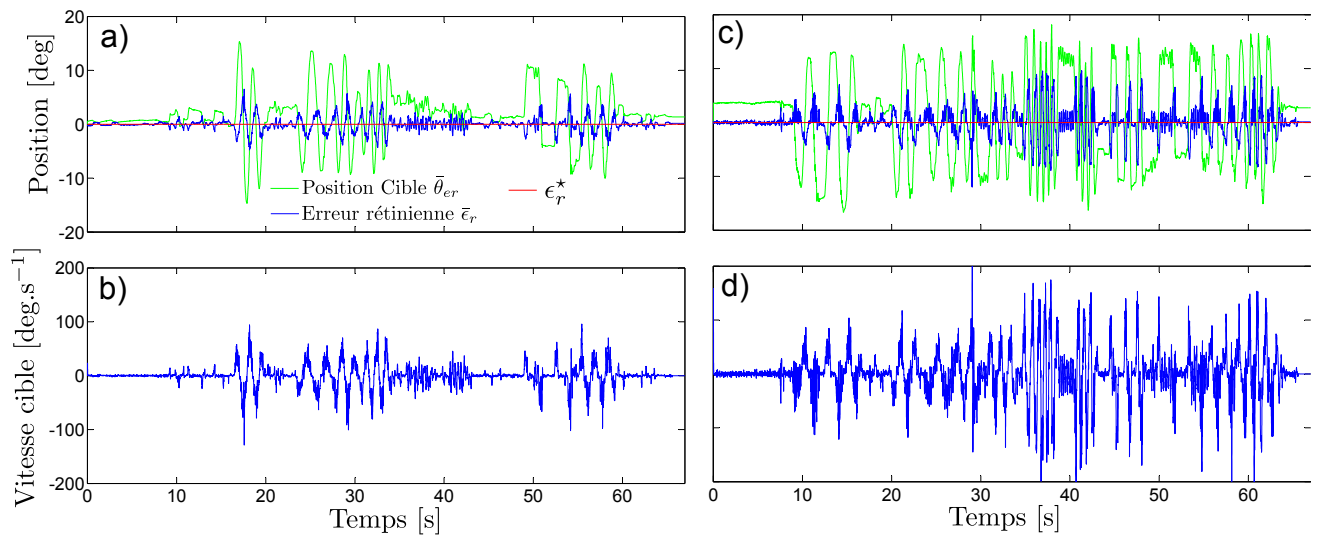 a)
c)
20
10
0
-10
-20
Position [deg]
Position Cible θ̄er
Erreur rétinienne ϵ̄r
ϵ⋆r
b)
d)
200
100
0
-100
-200
Vitesse cible [deg.s−1]
0 10 20 30 40 50 60
Temps [s]
0 10 20 30 40 50 60
Temps [s]